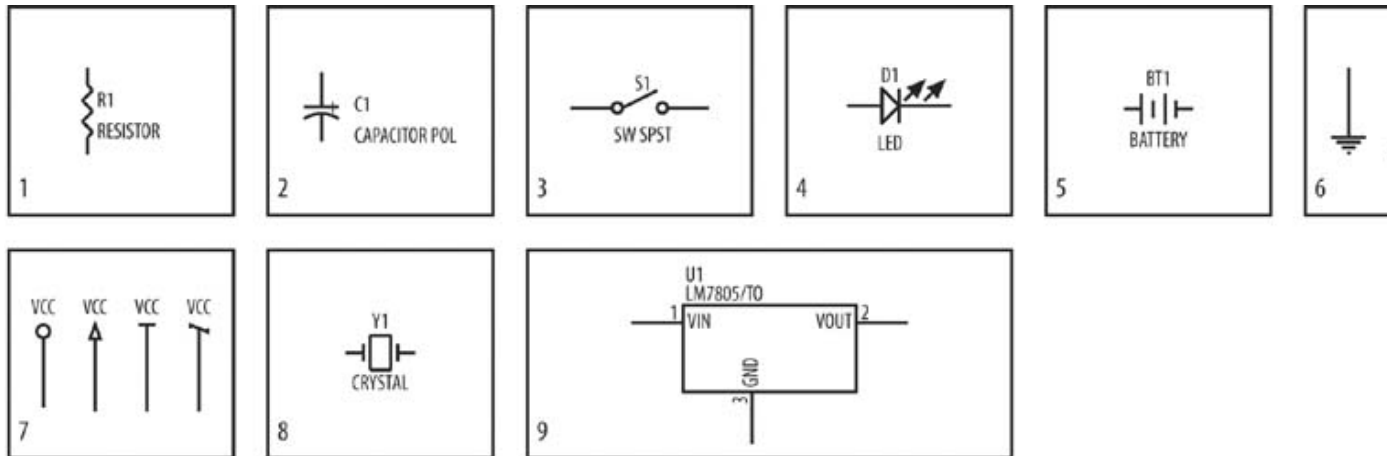 R1
RESISTOR
1
C1
CAPACITOR POL
2
S1
SW SPST
3
D1
LED
4
BT1
BATTERY
5
6
VCC VCC VCC VCC
7
Y1
CRYSTAL
8
U1
LM7805/TO
1 VIN VOUT 2
GND
3
9